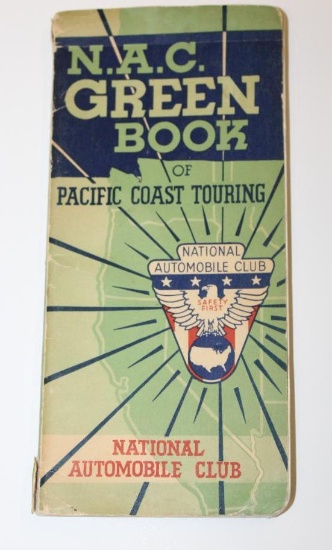 N.A.C.
GREEN
BOOK
OF
PACIFIC COAST TOURING
NATIONAL
AUTOMOBILE CLUB
SAFETY
FIRST
NATIONAL
AUTOMOBILE CLUB